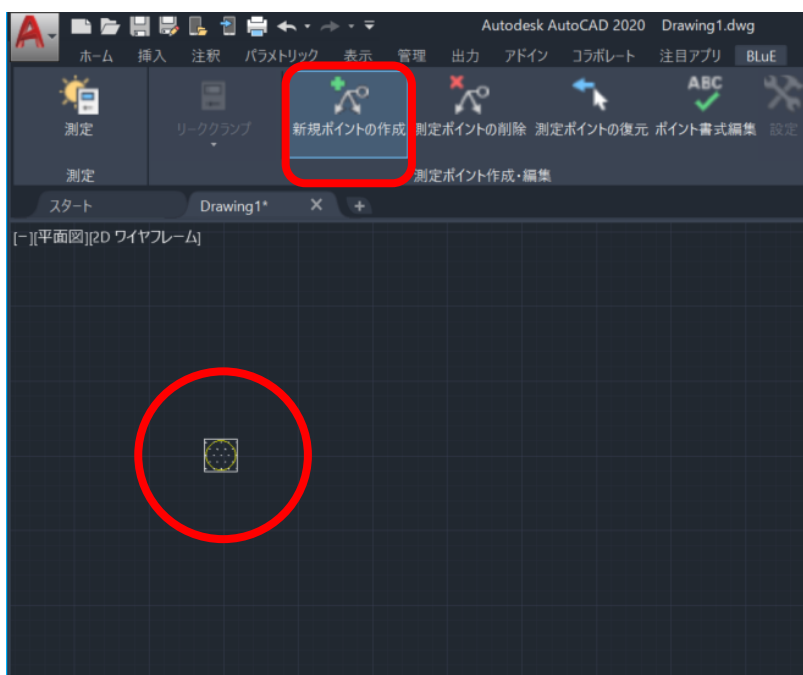 Autodesk AutoCAD 2020 Drawing1.dwg
ホーム 挿入 注釈 パラメトリック 表示 管理 出力 アドイン コラボレート 注目アプリ BLuE
ABC
測定 リーククランプ 新規ポイントの作成 測定ポイントの削除 測定ポイントの復元 ポイント書式編集 設定
測定 測定ポイント作成・編集
スタート Drawing1*
[−][平面図][2D ワイヤフレーム]